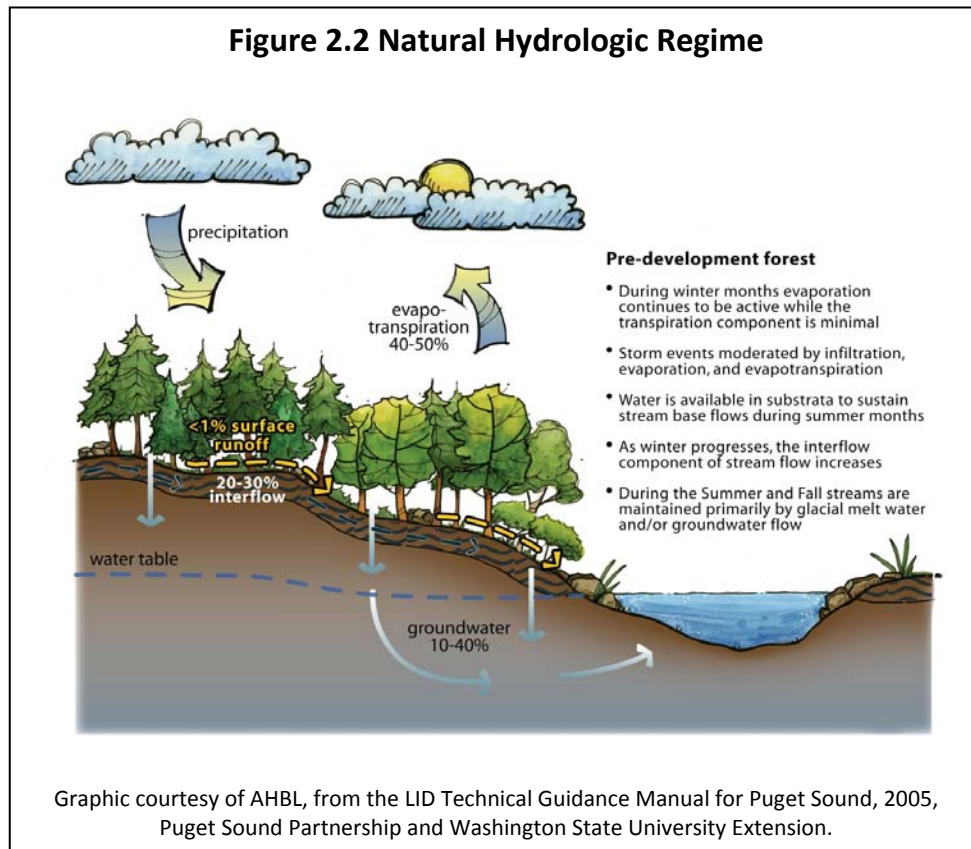 Figure 2.2 Natural Hydrologic Regime
precipitation
evapo-
transpiration
40-50%
Pre-development forest
• During winter months evaporation
continues to be active while the
transpiration component is minimal
• Storm events moderated by infiltration,
evaporation, and evapotranspiration
• Water is available in substrata to sustain
stream base flows during summer months
• As winter progresses, the interflow
component of stream flow increases
• During the Summer and Fall streams are
maintained primarily by glacial melt water
and/or groundwater flow
<1% surface
runoff
20-30%
interflow
water table
groundwater
10-40%
Graphic courtesy of AHBL, from the LID Technical Guidance Manual for Puget Sound, 2005,
Puget Sound Partnership and Washington State University Extension.